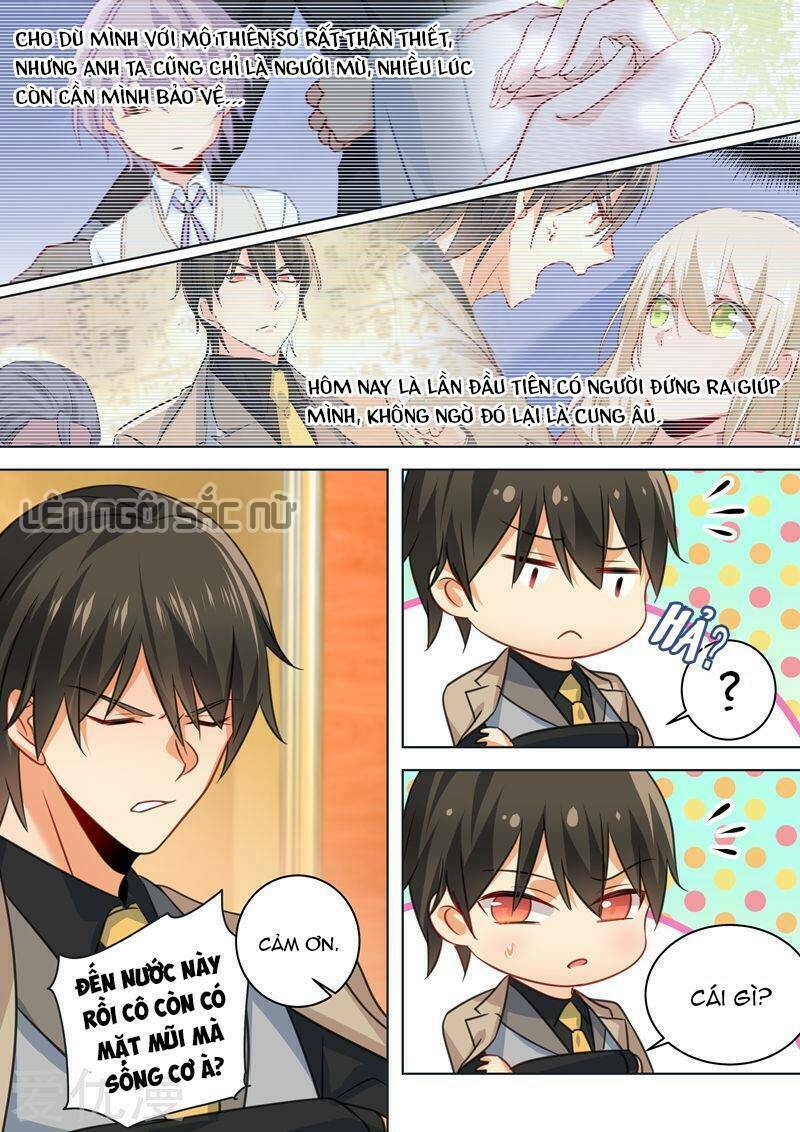 CHO DÙ MÌNH VỚI MỘ THIÊN SƠ RẤT THÂN THIẾT,
NHƯNG ANH TA CŨNG CHỈ LÀ NGƯỜI MÙ, NHIỀU LÚC
CÒN CẦN MÌNH BẢO VỆ...
HÔM NAY LÀ LẦN ĐẦU TIÊN CÓ NGƯỜI ĐỨNG RA GIÚP
MÌNH, KHÔNG NGỜ ĐÓ LẠI LÀ CUNG ÂU.
LÊN NGÔI SẮC NỮ
ĐẾN NƯỚC NÀY
RỒI CÔ CÒN CÓ
MẶT MŨI MÀ
SỐNG CƠ À?
CẢM ƠN.
HẢ?
?
CÁI GÌ?
爱优漫